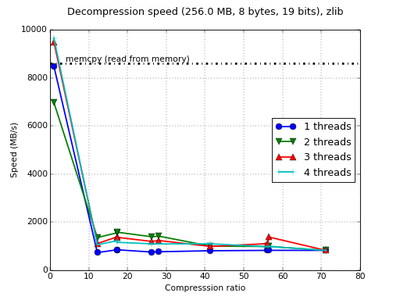 Decompression speed (256.0 MB, 8 bytes, 19 bits), zlib
10000
8000
6000
4000
2000
0
Speed (MB/s)
memcpy (read from memory)
1 threads
2 threads
3 threads
4 threads
0 10 20 30 40 50 60 70 80
Compresssion ratio